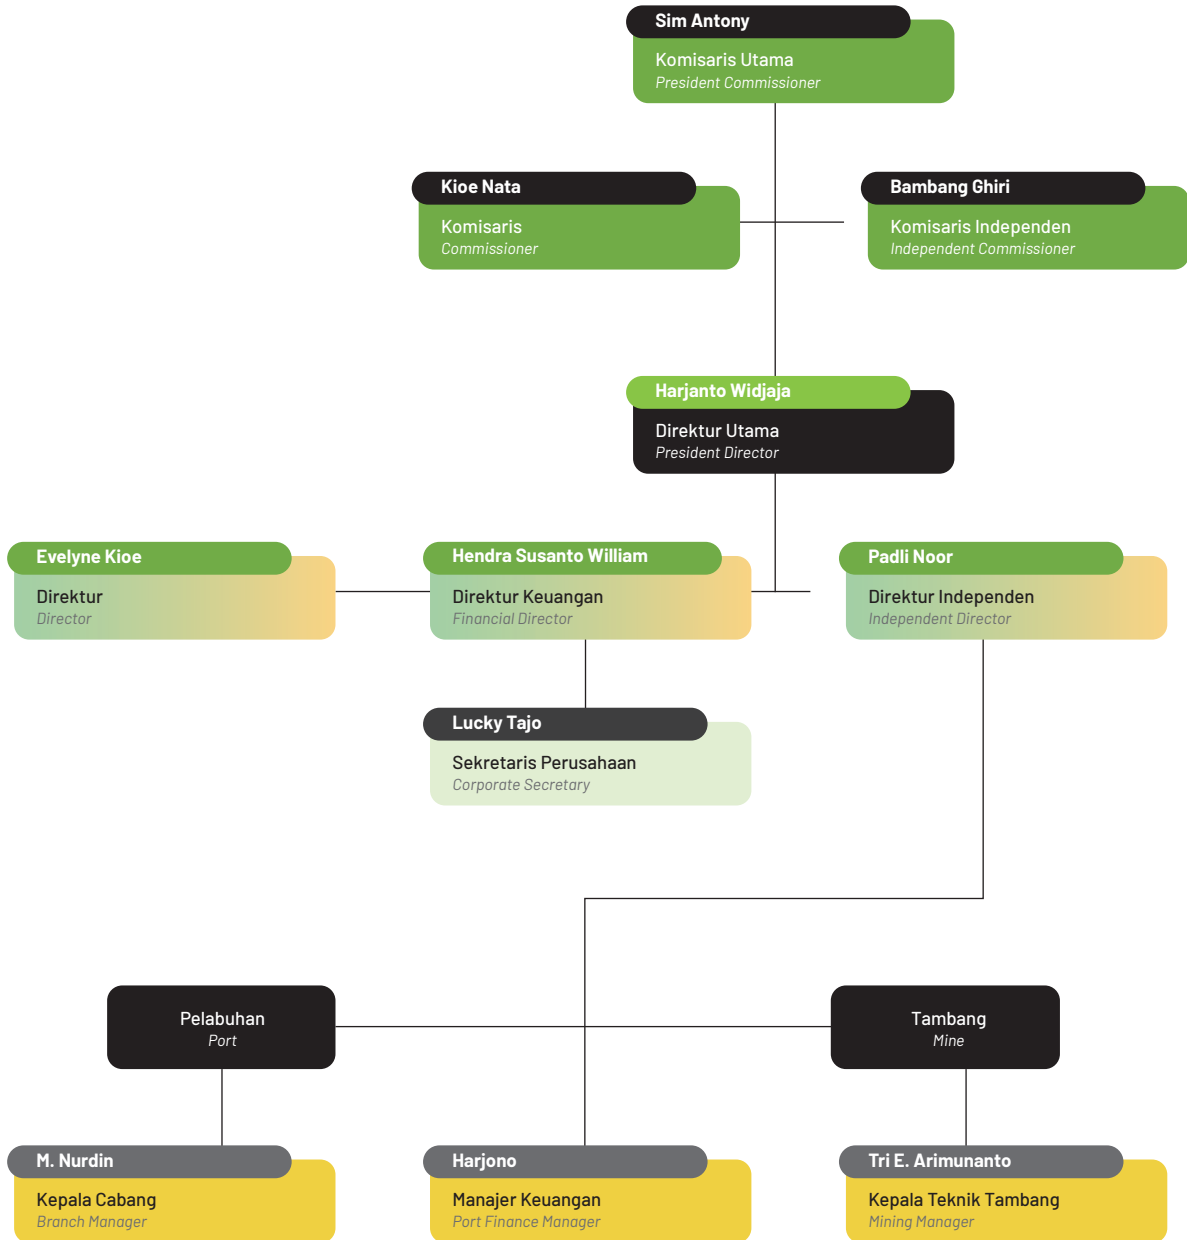 Sim Antony
Komisaris Utama
President Commissioner
Kioe Nata
Komisaris
Commissioner
Bambang Ghiri
Komisaris Independen
Independent Commissioner
Harjanto Widjaja
Direktur Utama
President Director
Evelyne Kioe
Direktur
Director
Hendra Susanto William
Direktur Keuangan
Financial Director
Padli Noor
Direktur Independen
Independent Director
Lucky Tajo
Sekretaris Perusahaan
Corporate Secretary
Pelabuhan
Port
Tambang
Mine
M. Nurdin
Kepala Cabang
Branch Manager
Harjono
Manajer Keuangan
Port Finance Manager
Tri E. Arimunanto
Kepala Teknik Tambang
Mining Manager